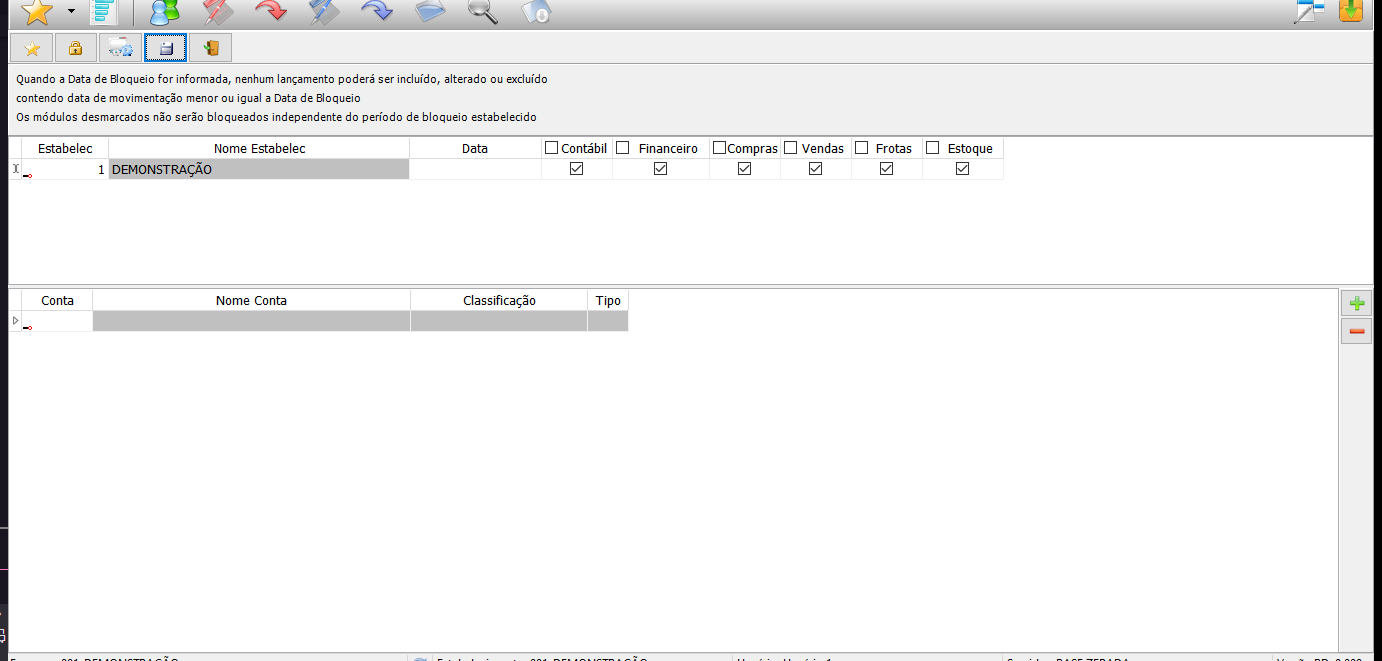 Quando a Data de Bloqueio for informada, nenhum lançamento poderá ser incluído, alterado ou excluído
contendo data de movimentação menor ou igual a Data de Bloqueio
Os módulos desmarcados não serão bloqueados independente do período de bloqueio estabelecido
Estabelec Nome Estabelec Data Contábil Financeiro Compras Vendas Frotas Estoque
1 DEMONSTRAÇÃO
Conta Nome Conta Classificação Tipo